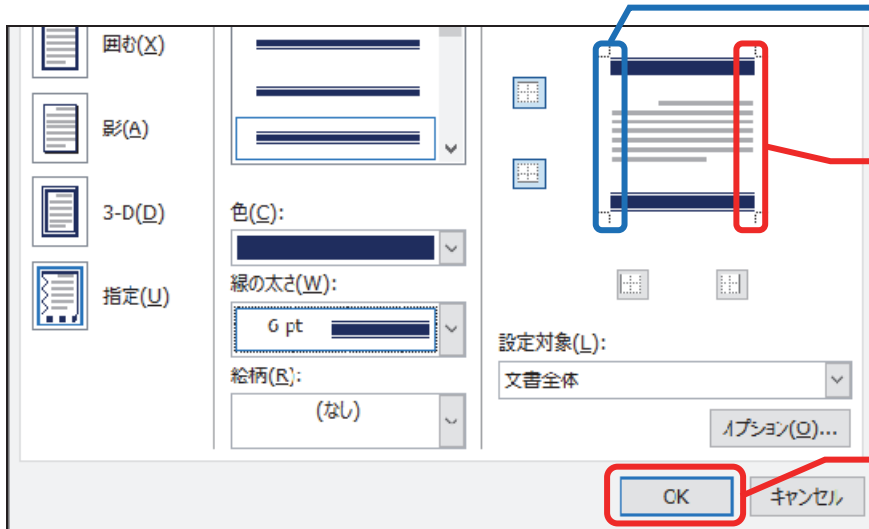 囲む(X)
影(A)
3-D(D)
指定(U)
色(C):
線の太さ(W):
6 pt
絵柄(R):
(なし)
設定対象(L):
文書全体
オプション(O)...
OK
キャンセル